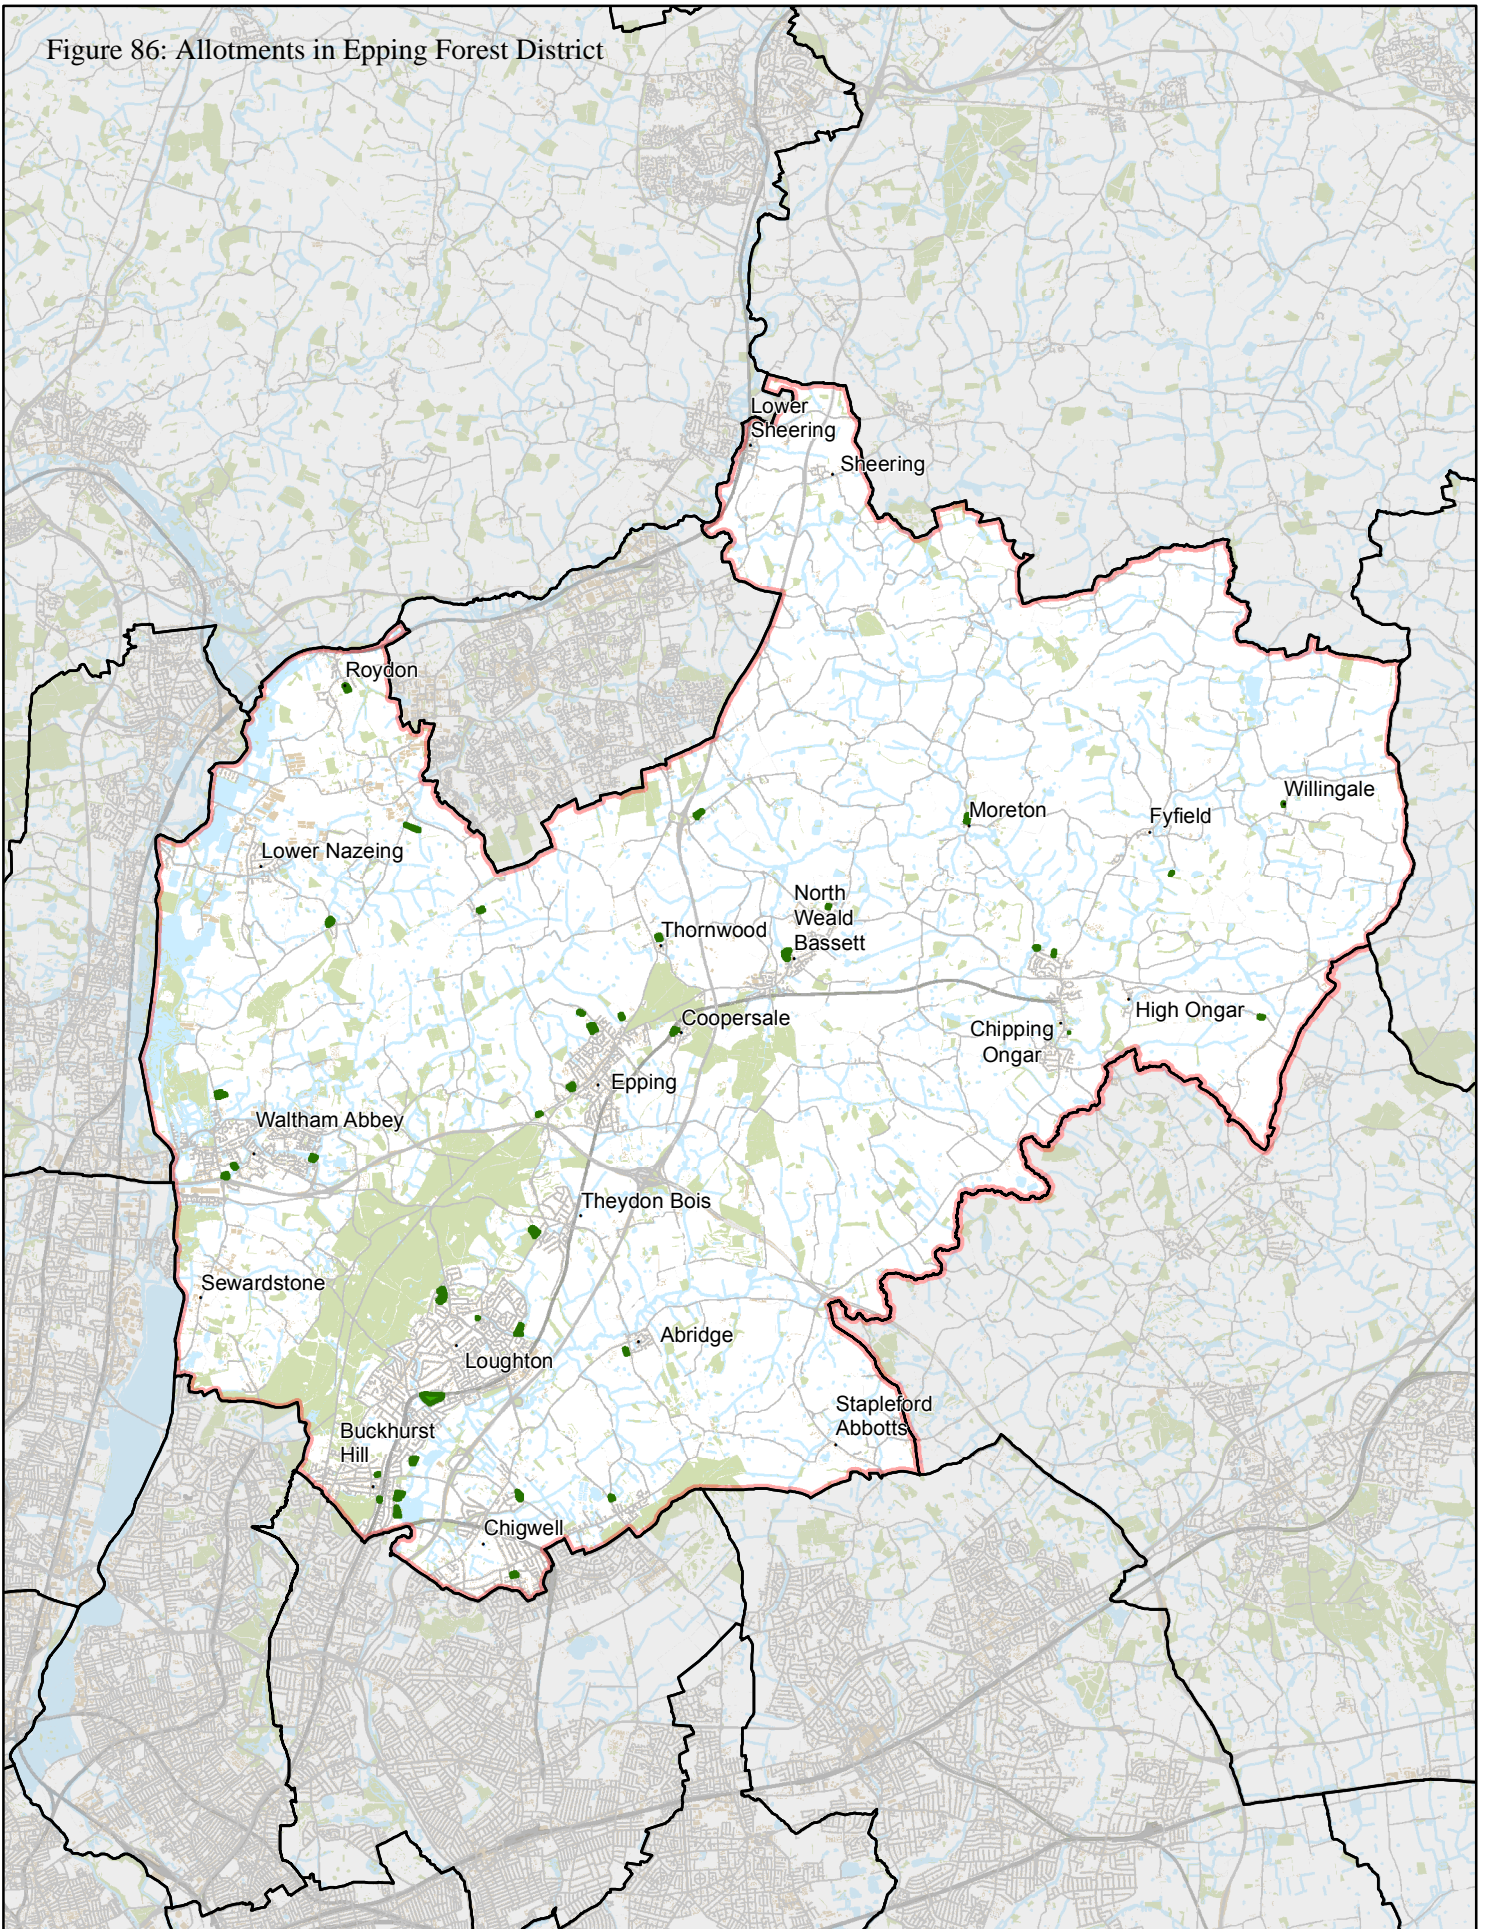 Figure 86: Allotments in Epping Forest District
Lower
Sheering
Sheering
Roydon
Willingale
Moreton
Fyfield
Lower Nazeing
North
Weald
Bassett
Thornwood
High Ongar
Coopersale
Chipping
Ongar
Epping
Waltham Abbey
Theydon Bois
Sewardstone
Abridge
Loughton
Stapleford
Abbotts
Buckhurst
Hill
Chigwell